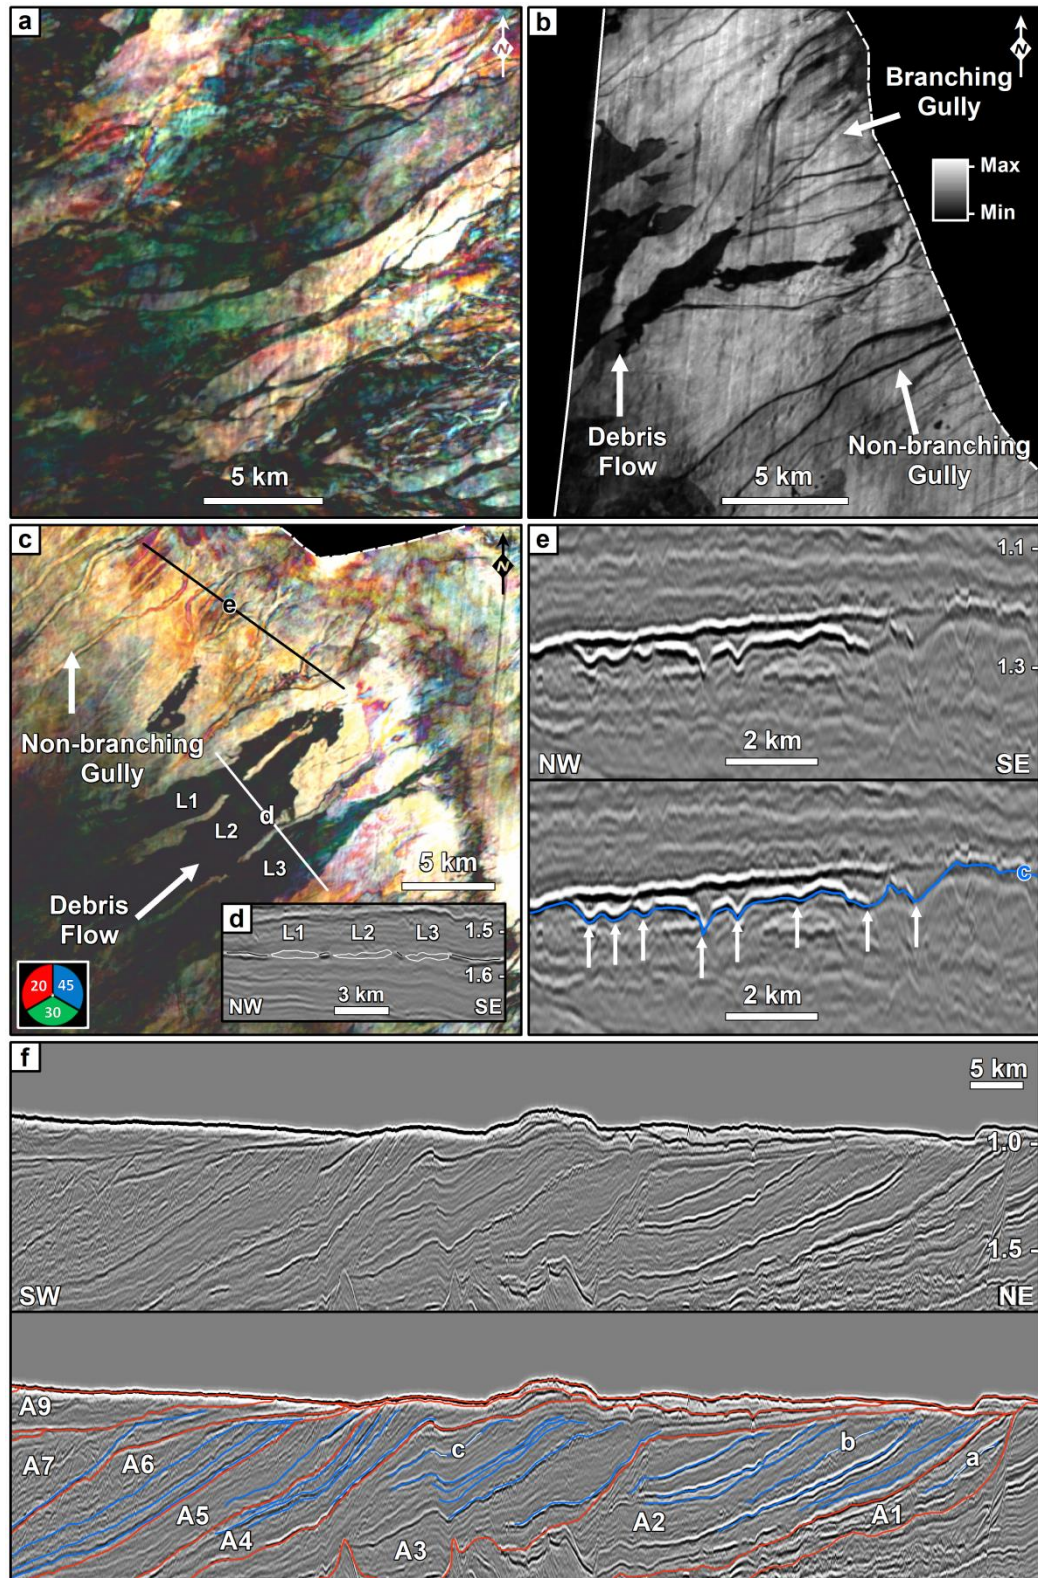 a
N
5 km
b
N
Branching
Gully
Max
Min
Debris
Flow
Non-branching
Gully
5 km
c
N
e
Non-branching
Gully
L1
L2
d
L3
5 km
Debris
Flow
20
45
30
d
L1
L2
L3
1.5
1.6
3 km
NW
SE
e
1.1
1.3
2 km
NW
SE
c
2 km
f
5 km
1.0
1.5
SW
NE
A9
A7
A6
A5
A4
c
A3
b
a
A2
A1